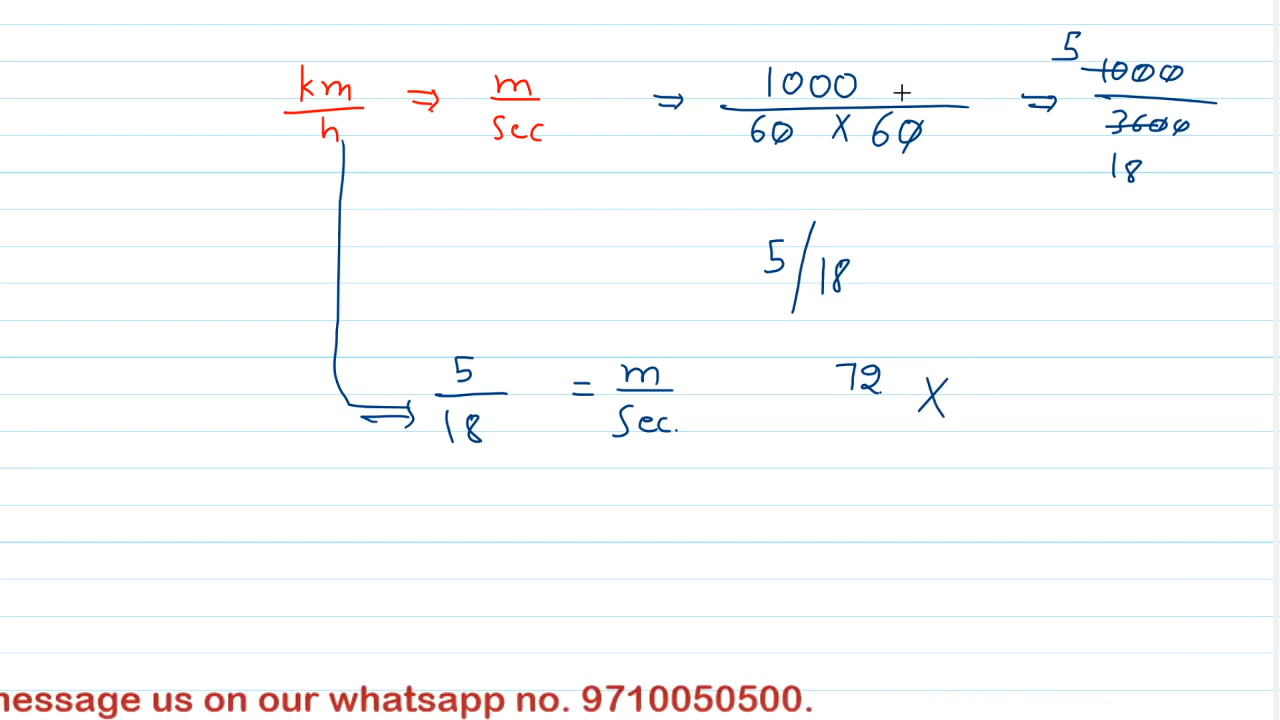 km/h ⇒ m/sec ⇒ 1000/60 X 60 ⇒ 5 1000/3600 18
5/18
⇒ 5/18 = m/sec. 72 X
message us on our whatsapp no. 9710050500.